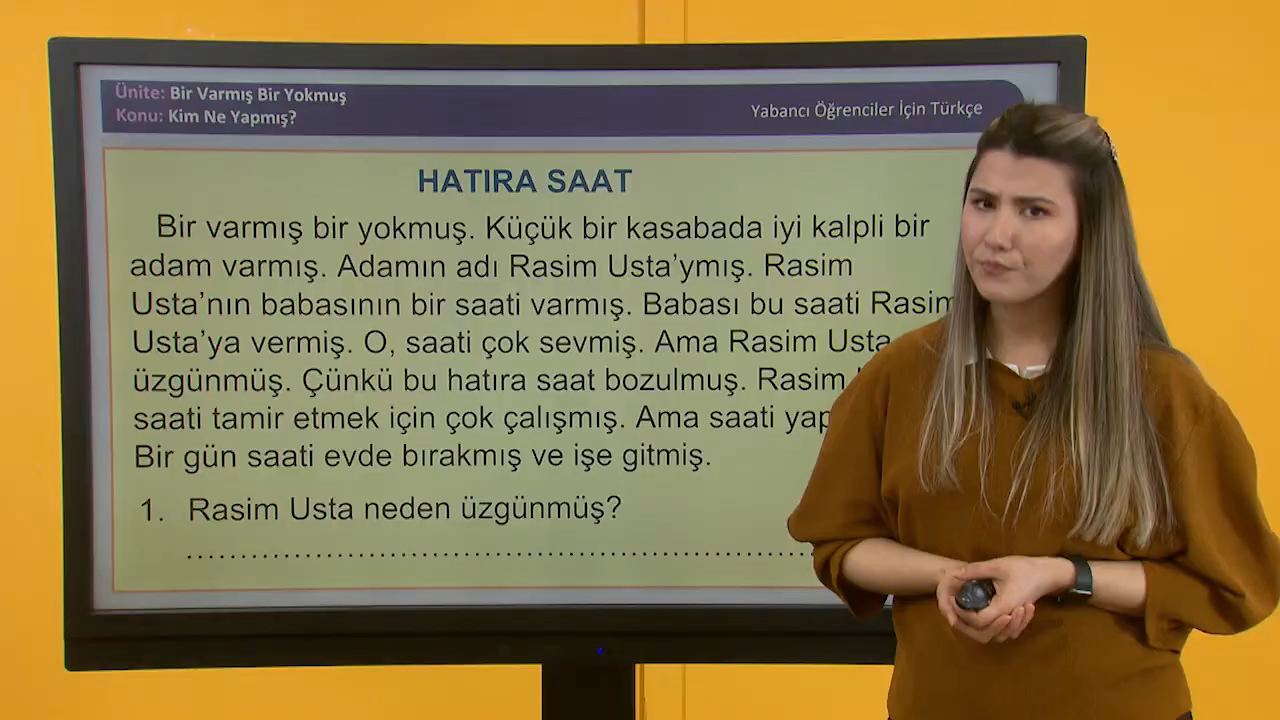 Ünite: Bir Varmış Bir Yokmuş
Konu: Kim Ne Yapmış?
Yabancı Öğrenciler İçin Türkçe
HATIRA SAAT
Bir varmış bir yokmuş. Küçük bir kasabada iyi kalpli bir
adam varmış. Adamın adı Rasim Usta’ymış. Rasim
Usta’nın babasının bir saati varmış. Babası bu saati Rasim
Usta’ya vermiş. O, saati çok sevmiş. Ama Rasim Usta
üzgünmüş. Çünkü bu hatıra saat bozulmuş. Rasim
saati tamir etmek için çok çalışmış. Ama saati
Bir gün saati evde bırakmış ve işe gitmiş.
1. Rasim Usta neden üzgünmüş?